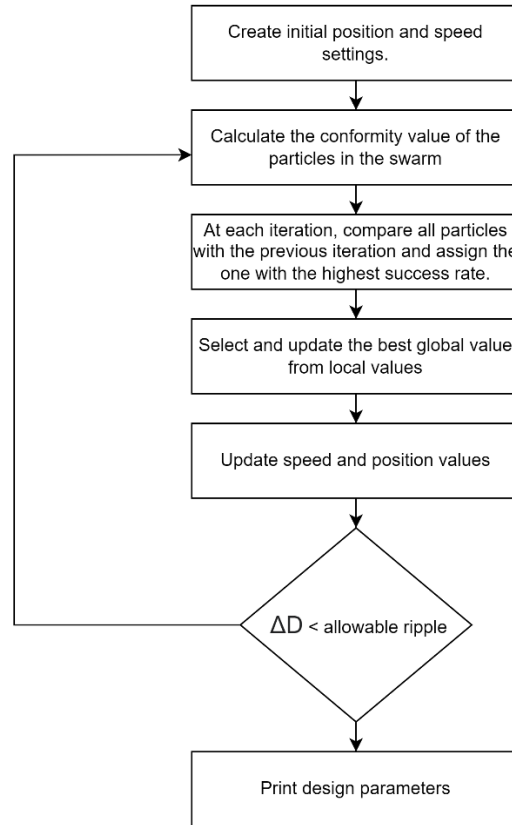 Create initial position and speed
settings.
Calculate the conformity value of the
particles in the swarm
At each iteration, compare all particles
with the previous iteration and assign the
one with the highest success rate.
Select and update the best global value
from local values
Update speed and position values
ΔD < allowable ripple
Print design parameters